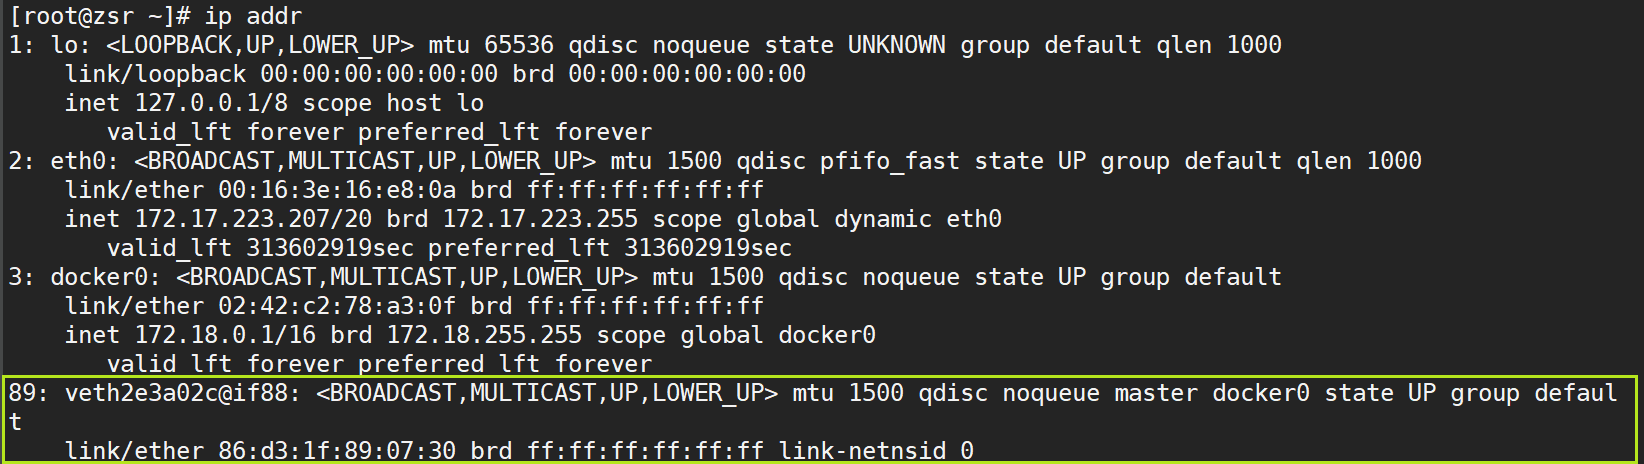 [root@zsr ~]# ip addr
1: lo: <LOOPBACK,UP,LOWER_UP> mtu 65536 qdisc noqueue state UNKNOWN group default qlen 1000
    link/loopback 00:00:00:00:00:00 brd 00:00:00:00:00:00
    inet 127.0.0.1/8 scope host lo
       valid_lft forever preferred_lft forever
2: eth0: <BROADCAST,MULTICAST,UP,LOWER_UP> mtu 1500 qdisc pfifo_fast state UP group default qlen 1000
    link/ether 00:16:3e:16:e8:0a brd ff:ff:ff:ff:ff:ff
    inet 172.17.223.207/20 brd 172.17.223.255 scope global dynamic eth0
       valid_lft 313602919sec preferred_lft 313602919sec
3: docker0: <BROADCAST,MULTICAST,UP,LOWER_UP> mtu 1500 qdisc noqueue state UP group default
    link/ether 02:42:c2:78:a3:0f brd ff:ff:ff:ff:ff:ff
    inet 172.18.0.1/16 brd 172.18.255.255 scope global docker0
       valid_lft forever preferred_lft forever
89: veth2e3a02c@if88: <BROADCAST,MULTICAST,UP,LOWER_UP> mtu 1500 qdisc noqueue master docker0 state UP group defaul
t
    link/ether 86:d3:1f:89:07:30 brd ff:ff:ff:ff:ff:ff link-netnsid 0